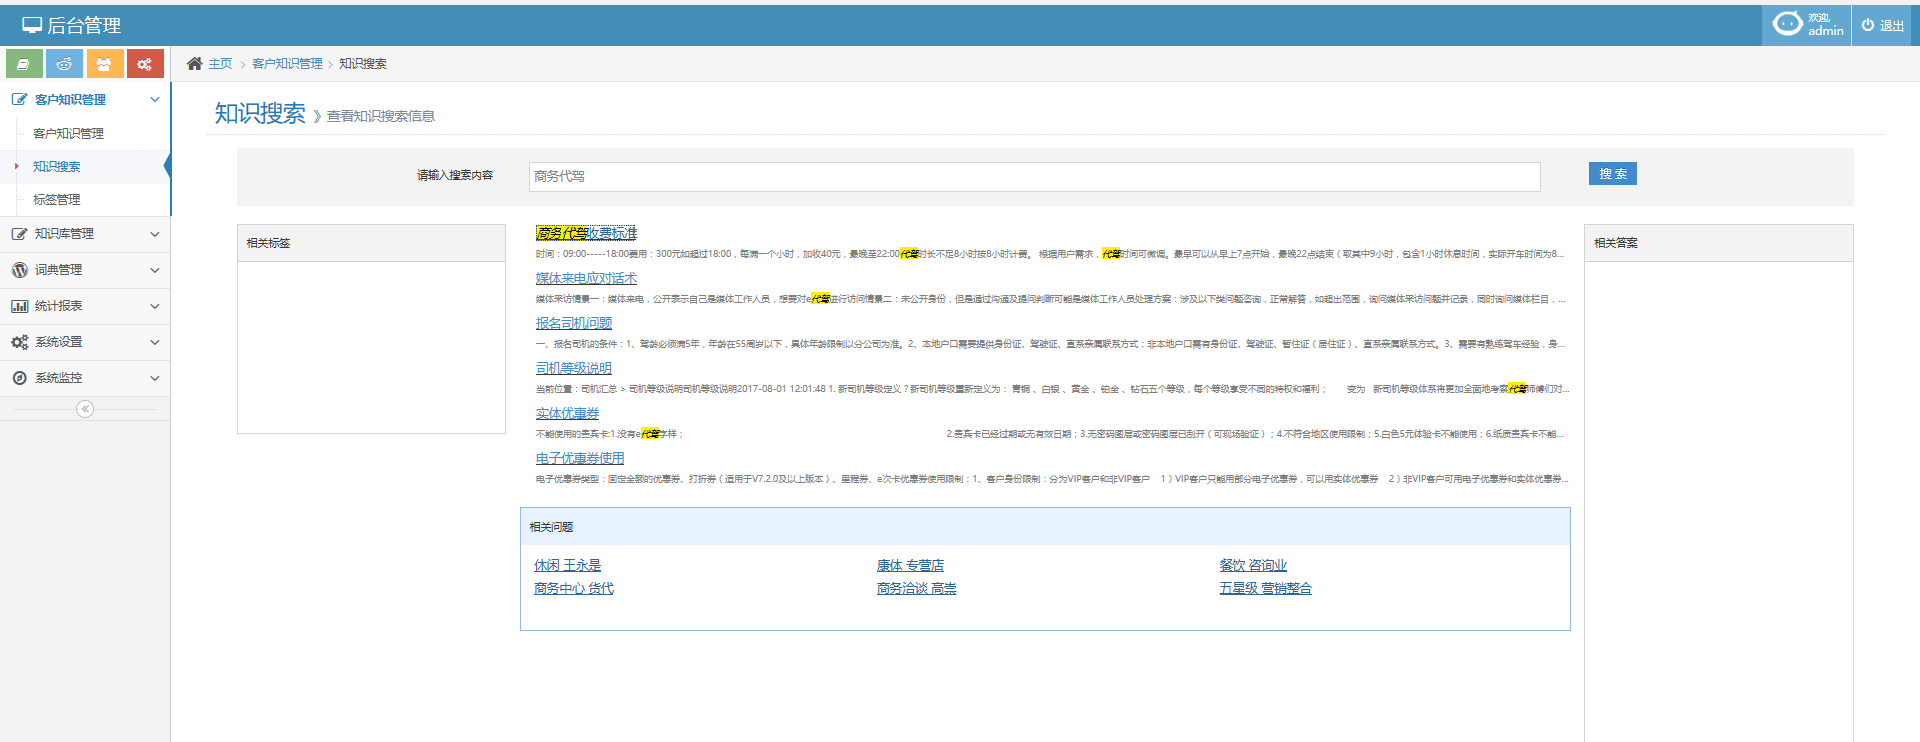 后台管理
欢迎,
admin
退出
主页 > 客户知识管理 > 知识搜索
客户知识管理
客户知识管理
知识搜索
标签管理
知识库管理
词典管理
统计报表
系统设置
系统监控
知识搜索 》查看知识搜索信息
请输入搜索内容
商务代驾
搜 索
相关标签
商务代驾收费标准
时间：09:00-----18:00费用：300元如超过18:00，每满一个小时，加收40元，最晚至22:00代驾时长不足8小时按8小时计费。 根据用户需求，代驾时间可微调。最早可以从早上7点开始，最晚22点结束（取其中9小时，包含1小时休息时间，实际开车时间为8...
媒体来电应对话术
媒体采访情景一：媒体来电，公开表示自己是媒体工作人员，想要对e代驾进行访问情景二：未公开身份，但是通过沟通及提问判断可能是媒体工作人员处理方案：涉及以下类问题咨询，正常解答，如超出范围，询问媒体采访问题并记录，同时询问媒体栏目，...
报名司机问题
一、报名司机的条件：1、驾龄必须满5年，年龄在55周岁以下，具体年龄限制以分公司为准。2、本地户口需要提供身份证、驾驶证、直系亲属联系方式；非本地户口需有身份证、驾驶证、暂住证（居住证）、直系亲属联系方式。3、需要有熟练驾车经验，身...
司机等级说明
当前位置：司机汇总 > 司机等级说明司机等级说明2017-08-01 12:01:48 1. 新司机等级定义？新司机等级重新定义为： 青铜 、白银 、黄金 、铂金 、钻石五个等级，每个等级享受不同的特权和福利； 变为 新司机等级体系将更加全面地考察代驾师傅们对...
实体优惠券
不能使用的贵宾卡:1.没有e代驾字样； 2.贵宾卡已经过期或无有效日期；3.无密码图层或密码图层已刮开（可现场验证）；4.不符合地区使用限制；5.白色5元体验卡不能使用；6.纸质贵宾卡不能...
电子优惠券使用
电子优惠券类型：固定金额的优惠券、打折券（适用于V7.2.0及以上版本）、里程券、e次卡优惠券使用限制：1、客户身份限制：分为VIP客户和非VIP客户 1）VIP客户只能用部分电子优惠券，可以用实体优惠券 2）非VIP客户可用电子优惠券和实体优惠券...
相关问题
休闲 王永是
康体 专营店
餐饮 咨询业
商务中心 货代
商务洽谈 高崇
五星级 营销整合
相关答案